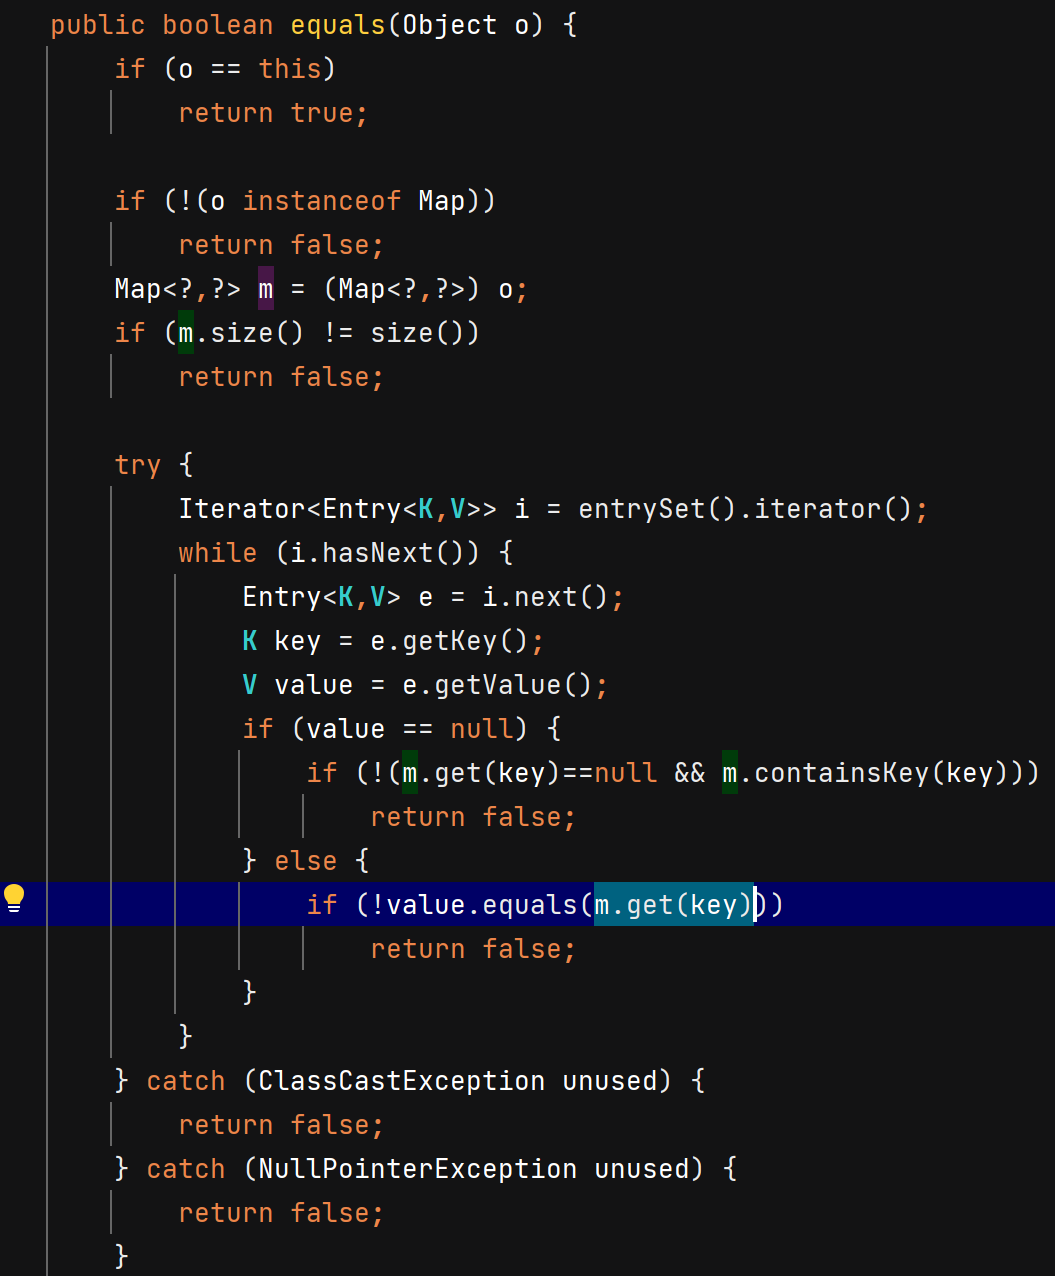 public boolean equals(Object o) {
    if (o == this)
        return true;

    if (!(o instanceof Map))
        return false;
    Map<?,?> m = (Map<?,?>) o;
    if (m.size() != size())
        return false;

    try {
        Iterator<Entry<K,V>> i = entrySet().iterator();
        while (i.hasNext()) {
            Entry<K,V> e = i.next();
            K key = e.getKey();
            V value = e.getValue();
            if (value == null) {
                if (!(m.get(key)==null && m.containsKey(key)))
                    return false;
            } else {
                if (!value.equals(m.get(key)))
                    return false;
            }
        }
    } catch (ClassCastException unused) {
        return false;
    } catch (NullPointerException unused) {
        return false;
    }